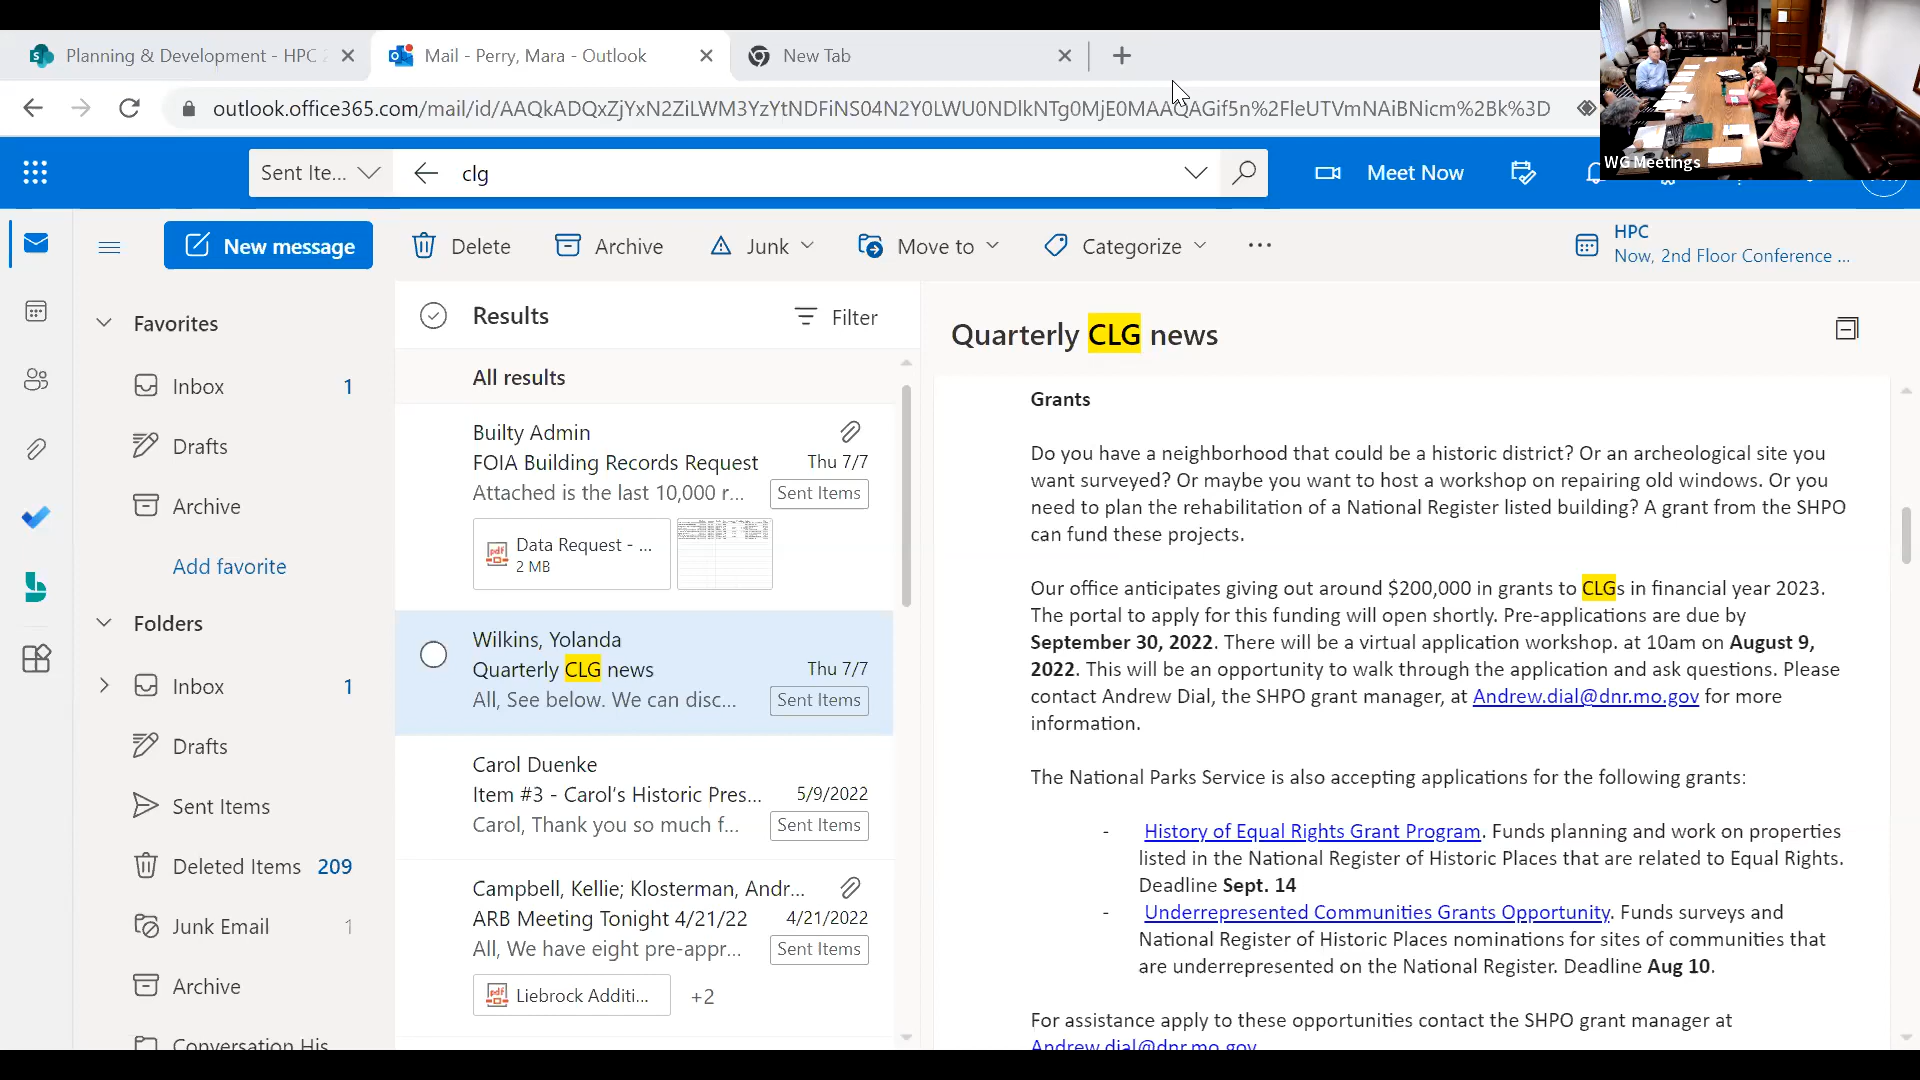 Planning & Development - HPC 2
Mail - Perry, Mara - Outlook
New Tab
outlook.office365.com/mail/id/AAQkADQxZjYxN2ZiLWM3YzYtNDFiNS04N2Y0LWU0NDlkNTg0MjE0MAAQAGif5n%2FleUTVmNAiBNicm%2Bk%3D
WG Meetings
Sent Ite...
clg
Meet Now
New message
Delete
Archive
Junk
Move to
Categorize
HPC
Now, 2nd Floor Conference ...
Favorites
Inbox 1
Drafts
Archive
Add favorite
Folders
Inbox 1
Drafts
Sent Items
Deleted Items 209
Junk Email 1
Archive
Conversation His
Results
Filter
All results
Builty Admin
FOIA Building Records Request Thu 7/7
Attached is the last 10,000 r... Sent Items
pdf Data Request - ...
2 MB
Wilkins, Yolanda
Quarterly CLG news Thu 7/7
All, See below. We can disc... Sent Items
Carol Duenke
Item #3 - Carol's Historic Pres... 5/9/2022
Carol, Thank you so much f... Sent Items
Campbell, Kellie; Klosterman, Andr...
ARB Meeting Tonight 4/21/22 4/21/2022
All, We have eight pre-appr... Sent Items
pdf Liebrock Additi... +2
Quarterly CLG news
Grants
Do you have a neighborhood that could be a historic district? Or an archeological site you
want surveyed? Or maybe you want to host a workshop on repairing old windows. Or you
need to plan the rehabilitation of a National Register listed building? A grant from the SHPO
can fund these projects.
Our office anticipates giving out around $200,000 in grants to CLGs in financial year 2023.
The portal to apply for this funding will open shortly. Pre-applications are due by
September 30, 2022. There will be a virtual application workshop. at 10am on August 9,
2022. This will be an opportunity to walk through the application and ask questions. Please
contact Andrew Dial, the SHPO grant manager, at Andrew.dial@dnr.mo.gov for more
information.
The National Parks Service is also accepting applications for the following grants:
- History of Equal Rights Grant Program. Funds planning and work on properties
listed in the National Register of Historic Places that are related to Equal Rights.
Deadline Sept. 14
- Underrepresented Communities Grants Opportunity. Funds surveys and
National Register of Historic Places nominations for sites of communities that
are underrepresented on the National Register. Deadline Aug 10.
For assistance apply to these opportunities contact the SHPO grant manager at
Andrew.dial@dnr.mo.gov